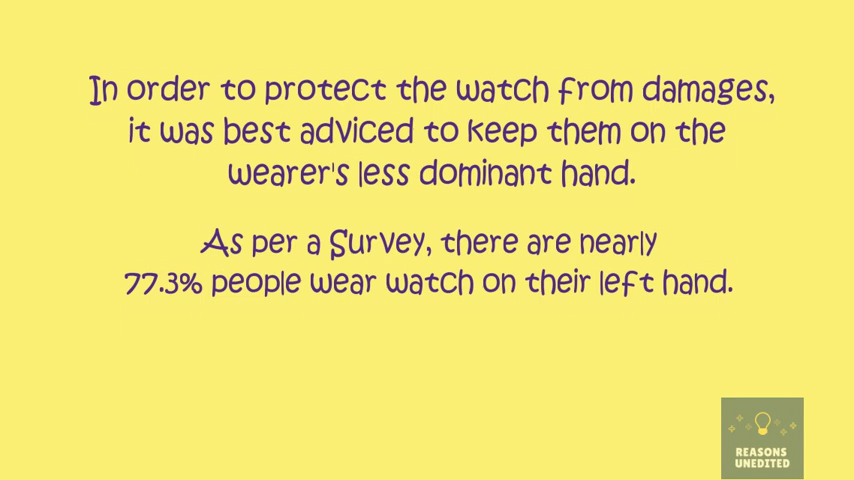 In order to protect the watch from damages,
it was best adviced to keep them on the
wearer's less dominant hand.
As per a Survey, there are nearly
77.3% people wear watch on their left hand.
REASONS
UNEDITED